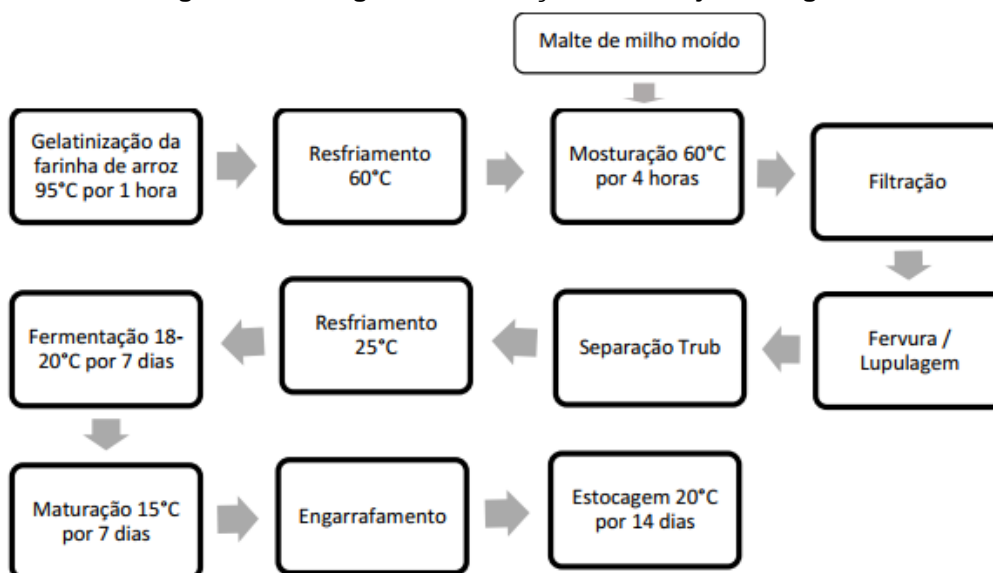 Malte de milho moído
Gelatinização da
farinha de arroz
95°C por 1 hora
Resfriamento
60°C
Mosturação 60°C
por 4 horas
Filtração
Fervura /
Lupulagem
Separação Trub
Resfriamento
25°C
Fermentação 18-
20°C por 7 dias
Maturação 15°C
por 7 dias
Engarrafamento
Estocagem 20°C
por 14 dias